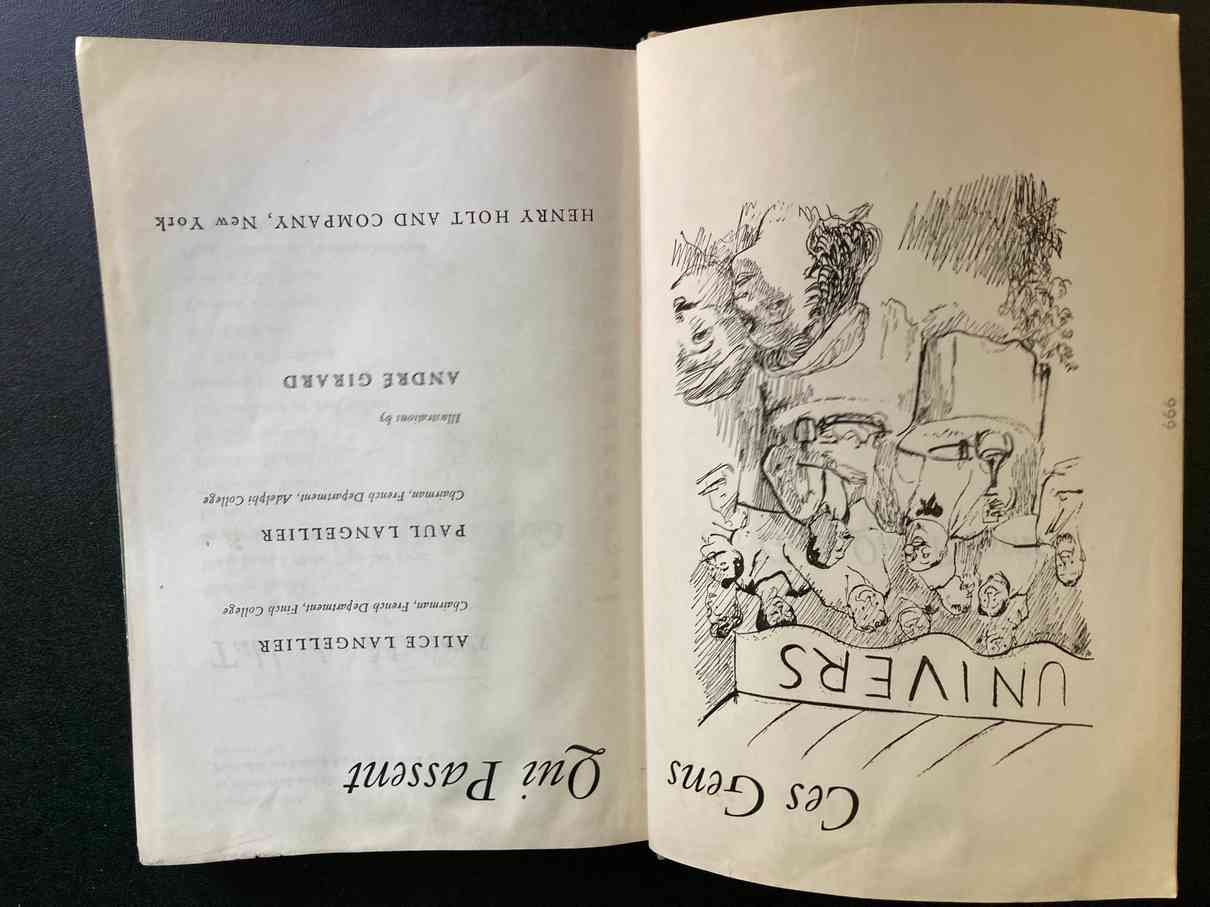 Ces Gens
UNIVERS
666
Qui Passent
ALICE LANGELLIER
Chairman, French Department, Finch College
PAUL LANGELLIER
Chairman, French Department, Adelphi College
Illustrations by
ANDRÉ GIRARD
HENRY HOLT AND COMPANY, New York